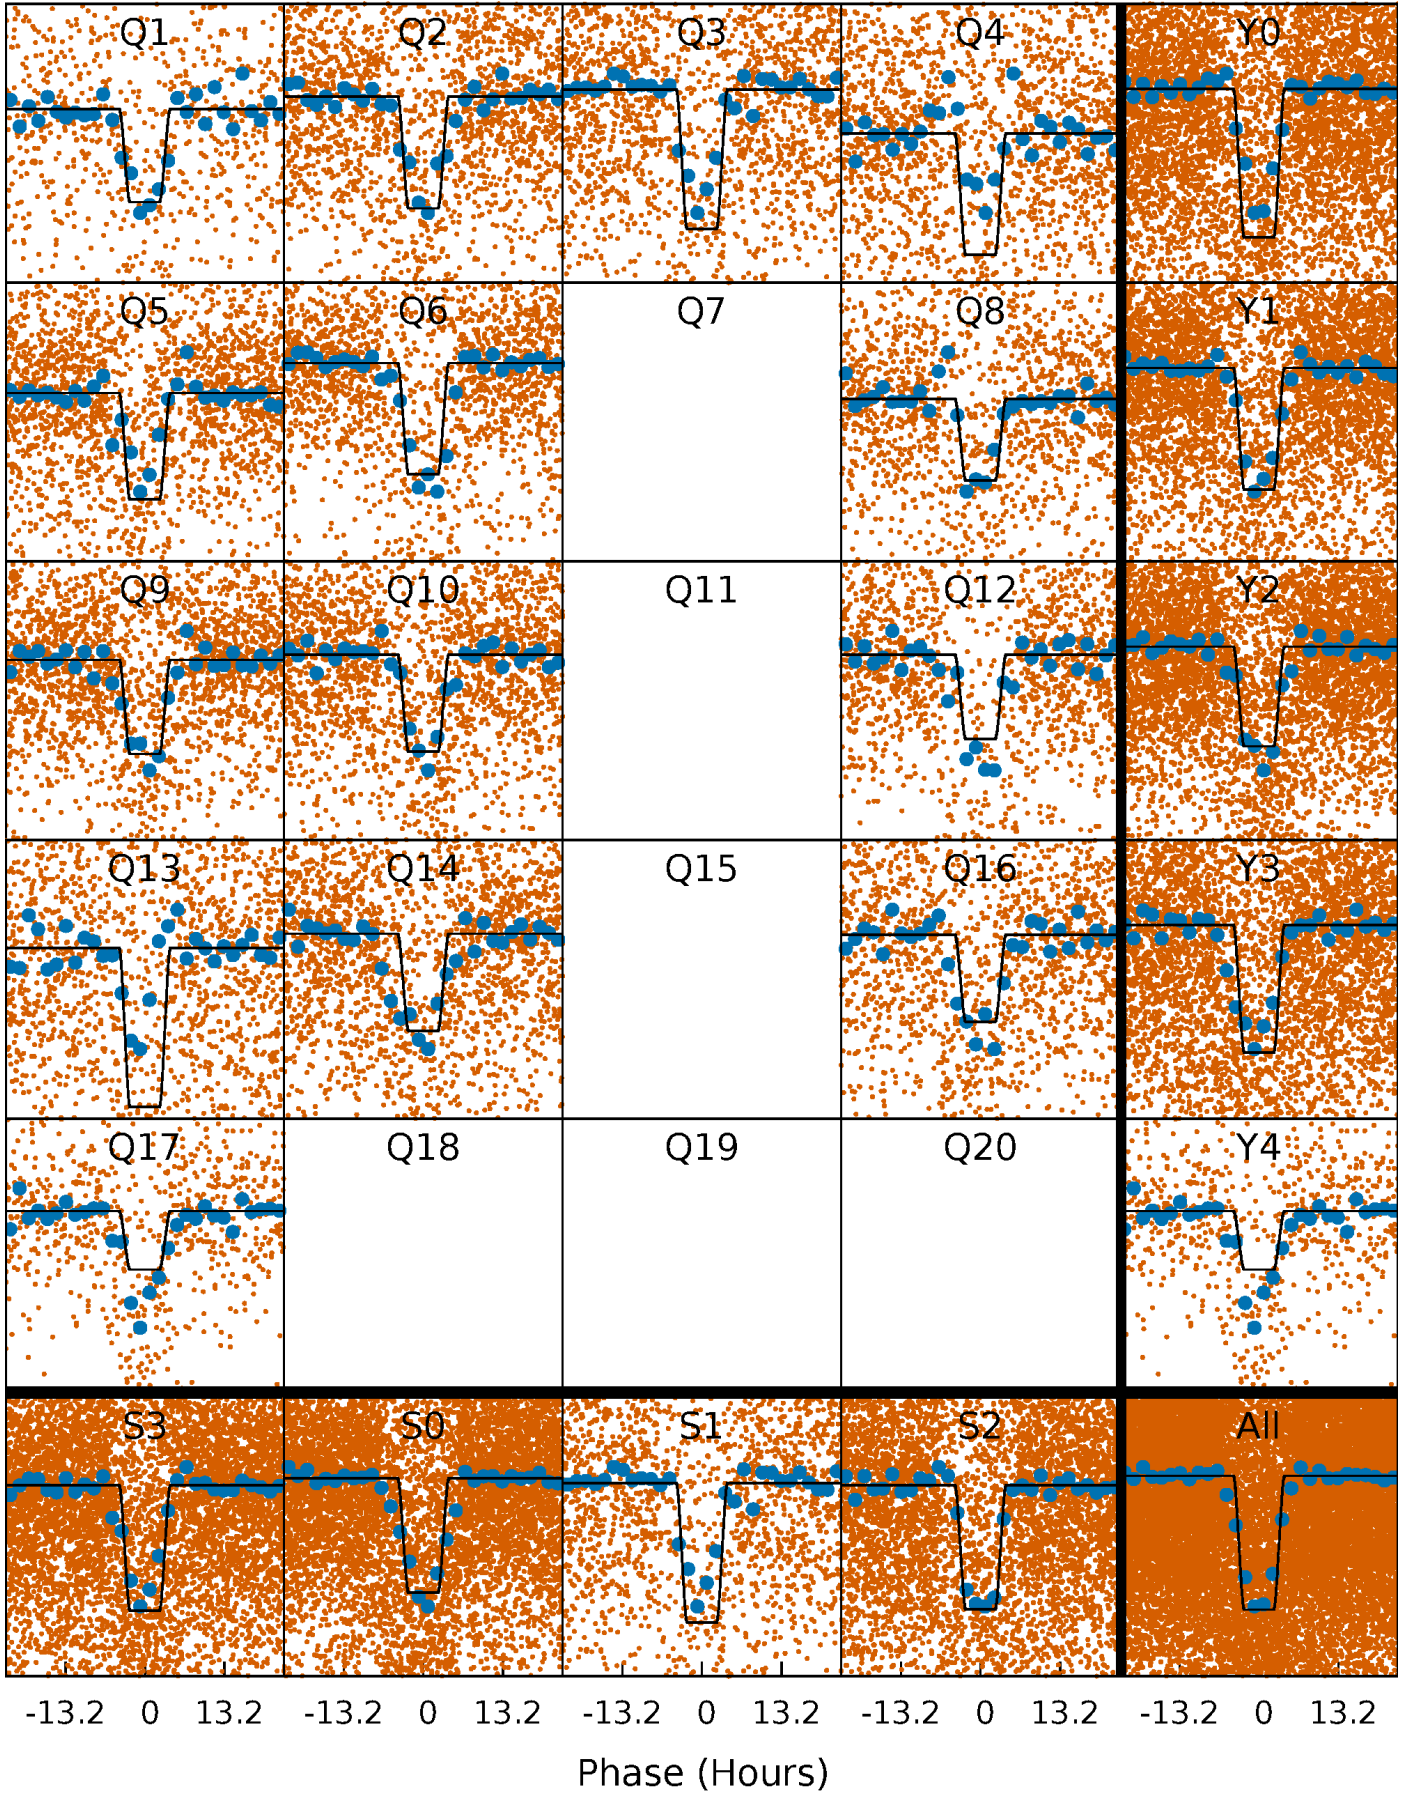 Q1 Q2 Q3 Q4 Y0
Q5 Q6 Q7 Q8 Y1
Q9 Q10 Q11 Q12 Y2
Q13 Q14 Q15 Q16 Y3
Q17 Q18 Q19 Q20 Y4
S3 S0 S1 S2 All
-13.2 0 13.2 -13.2 0 13.2 -13.2 0 13.2 -13.2 0 13.2 -13.2 0 13.2
Phase (Hours)